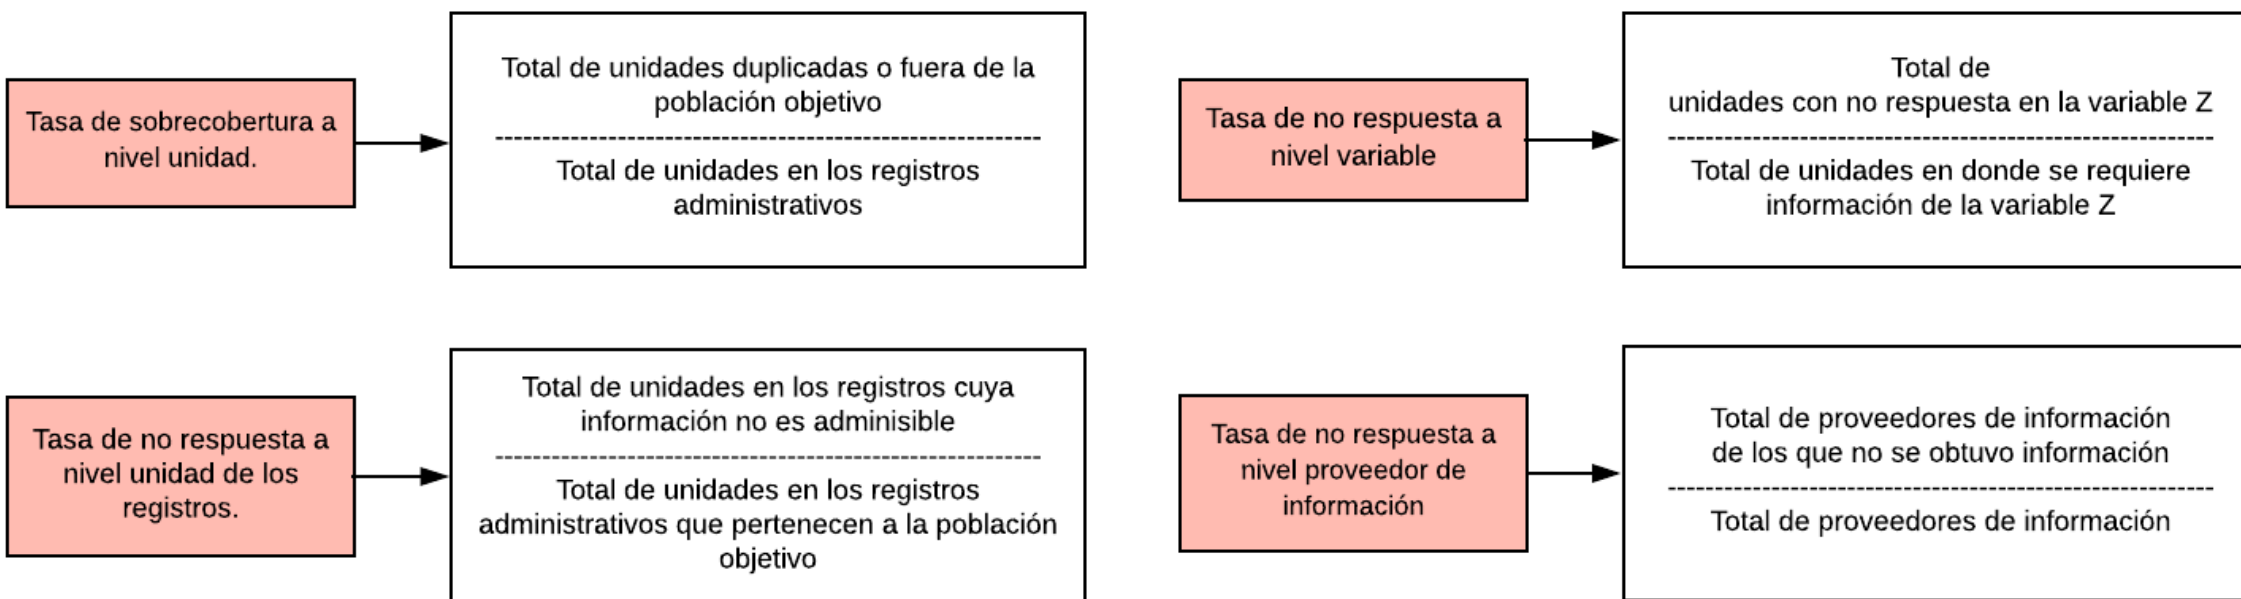 Tasa de sobrecobertura a
nivel unidad.
Total de unidades duplicadas o fuera de la
población objetivo
Total de unidades en los registros
administrativos
Tasa de no respuesta a
nivel variable
Total de
unidades con no respuesta en la variable Z
Total de unidades en donde se requiere
información de la variable Z
Tasa de no respuesta a
nivel unidad de los
registros.
Total de unidades en los registros cuya
información no es adminisible
Total de unidades en los registros
administrativos que pertenecen a la población
objetivo
Tasa de no respuesta a
nivel proveedor de
información
Total de proveedores de información
de los que no se obtuvo información
Total de proveedores de información